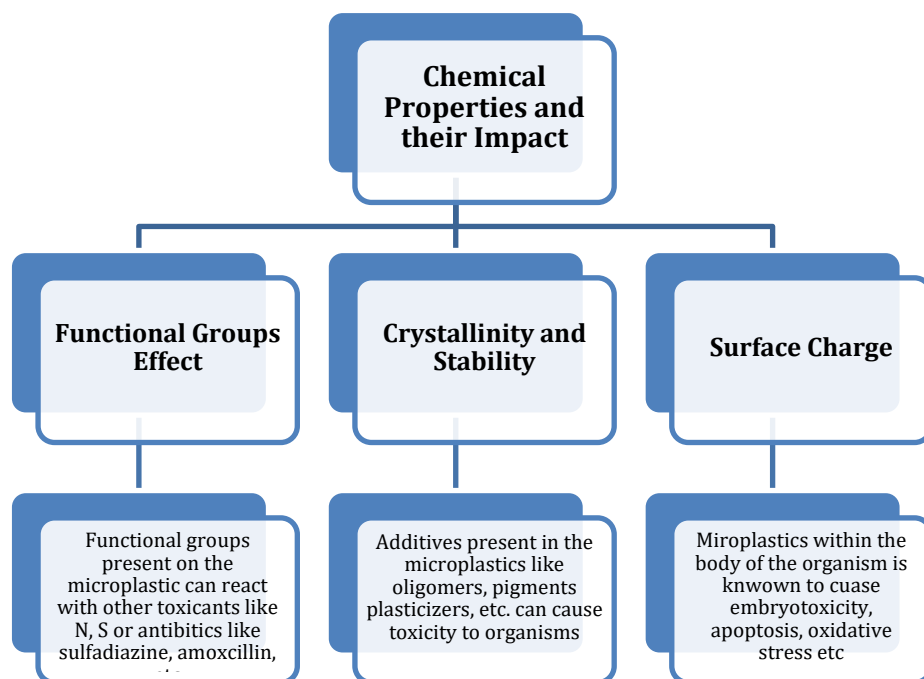 Chemical
Properties and
their Impact
Functional Groups
Effect
Crystallinity and
Stability
Surface Charge
Functional groups
present on the
microplastic can react
with other toxicants like
N, S or antibitics like
sulfadiazine, amoxcillin,
Additives present in the
microplastics like
oligomers, pigments
plasticizers, etc. can cause
toxicity to organisms
Miroplastics within the
body of the organism is
knwown to cuase
embryotoxicity,
apoptosis, oxidative
stress etc